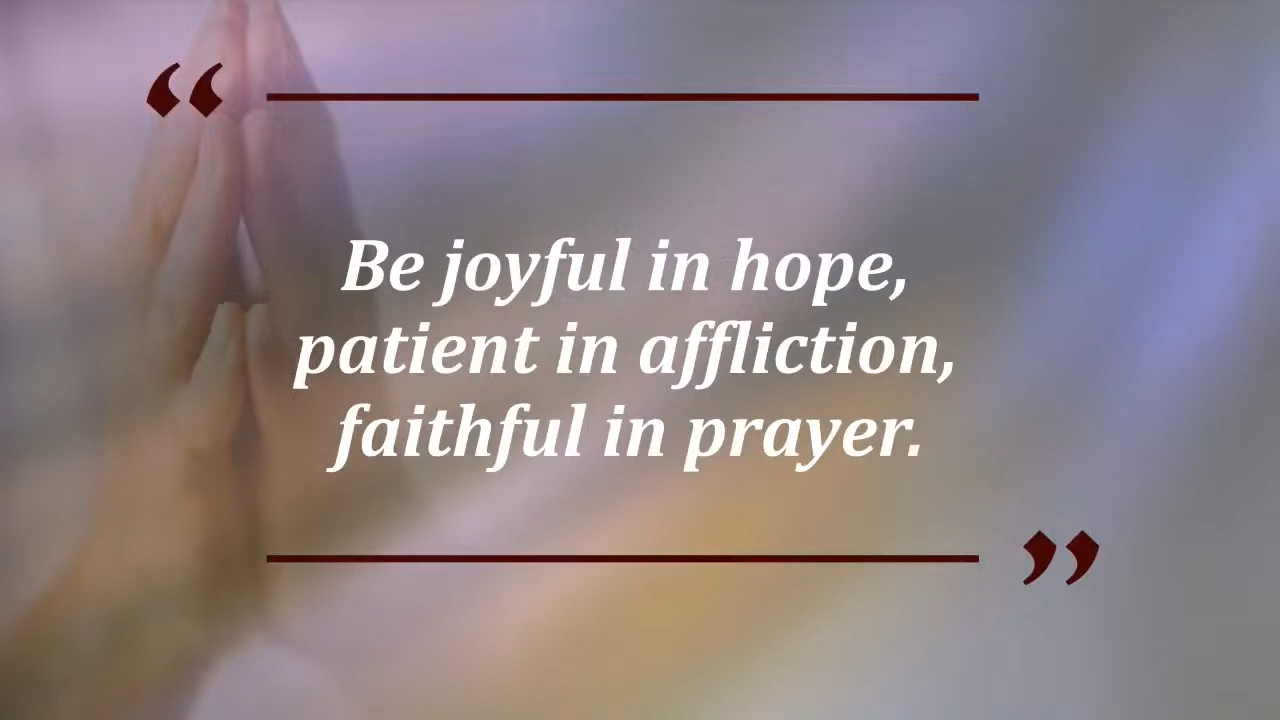 “
Be joyful in hope,
patient in affliction,
faithful in prayer.
”